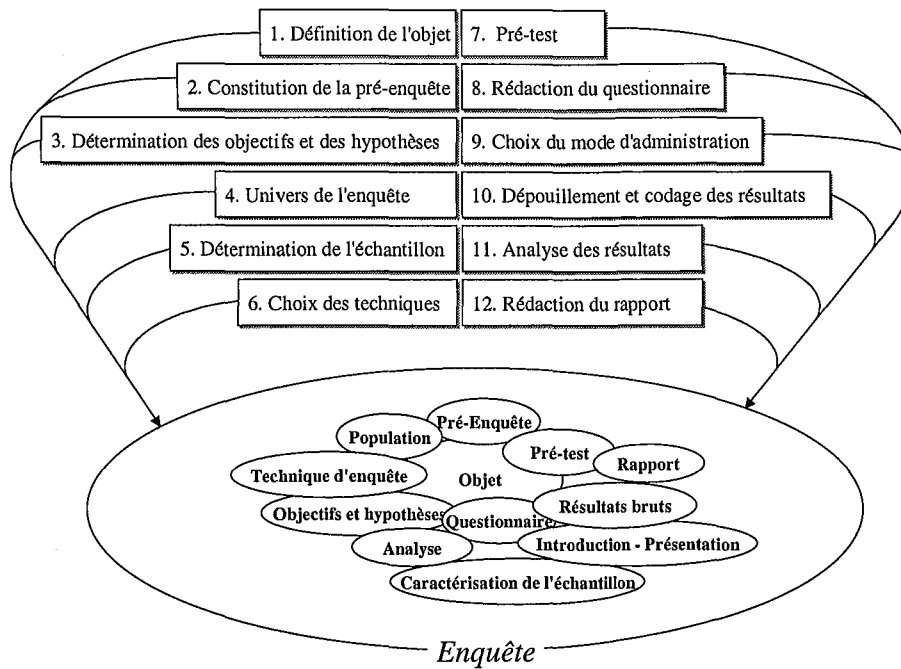 1. Définition de l'objet
7. Pré-test
2. Constitution de la pré-enquête
8. Rédaction du questionnaire
3. Détermination des objectifs et des hypothèses
9. Choix du mode d'administration
4. Univers de l'enquête
10. Dépouillement et codage des résultats
5. Détermination de l'échantillon
11. Analyse des résultats
6. Choix des techniques
12. Rédaction du rapport
Pré-Enquête
Population
Pré-test
Rapport
Technique d'enquête
Objet
Objectifs et hypothèses
Questionnaire
Résultats bruts
Analyse
Introduction - Présentation
Caractérisation de l'échantillon
Enquête